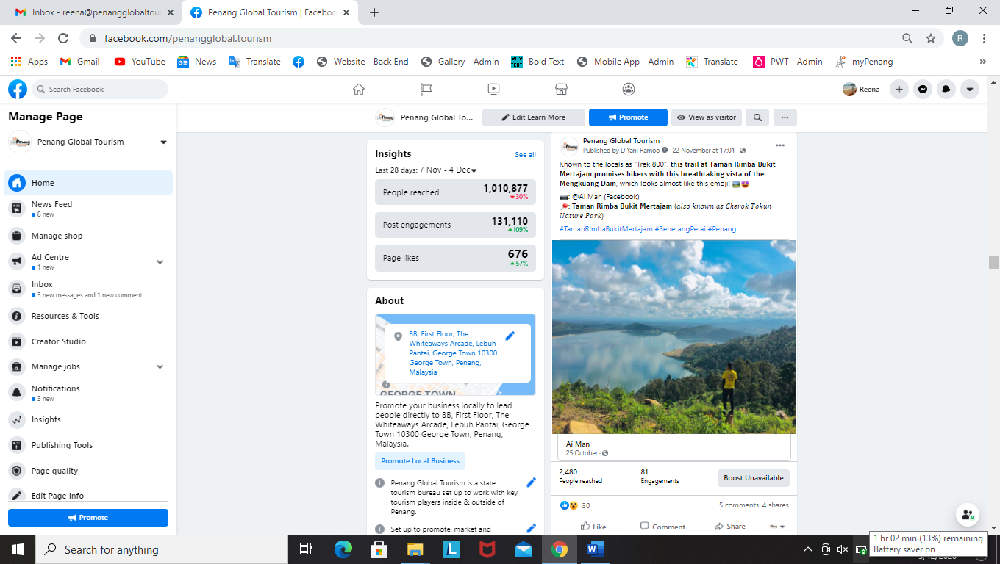 Inbox - reena@penangglobaltou
Penang Global Tourism | Faceboo
facebook.com/penangglobal.tourism
R
Apps
Gmail
YouTube
News
Translate
Website - Back End
Gallery - Admin
Bold Text
Mobile App - Admin
Translate
PWT - Admin
myPenang
Search Facebook
Reena
Manage Page
Penang Global Tourism
Home
News Feed
8 new
Manage shop
Ad Centre
1 new
Inbox
3 new messages and 1 new comment
Resources & Tools
Creator Studio
Manage jobs
Notifications
3 new
Insights
Publishing Tools
Page quality
Edit Page Info
Promote
Penang Global To...
Edit Learn More
Promote
View as visitor
Insights
See all
Last 28 days: 7 Nov - 4 Dec
People reached
1,010,877
30%
Post engagements
131,110
109%
Page likes
676
57%
About
8B, First Floor, The
Whiteaways Arcade, Lebuh
Pantai, George Town 10300
George Town, Penang,
Malaysia
GEORGE TOWN
Promote your business locally to lead
people directly to 8B, First Floor, The
Whiteaways Arcade, Lebuh Pantai, George
Town 10300 George Town, Penang,
Malaysia.
Promote Local Business
Penang Global Tourism is a state
tourism bureau set up to work with key
tourism players inside & outside of
Penang.
Set up to promote, market and
Penang Global Tourism
Published by D'Yani Ramoo · 22 November at 17:01 ·
Known to the locals as "Trek 800", this trail at Taman Rimba Bukit
Mertajam promises hikers with this breathtaking vista of the
Mengkuang Dam, which looks almost like this emoji! 🏞️🤩
📷: @Ai Man (Facebook)
📍: Taman Rimba Bukit Mertajam (also known as Cherok Tokun
Nature Park)
#TamanRimbaBukitMertajam #SeberangPerai #Penang
Ai Man
25 October ·
2,480
People reached
81
Engagements
Boost Unavailable
30
5 comments 4 shares
Like
Comment
Share
0
Search for anything
1 hr 02 min (13%) remaining
Battery saver on